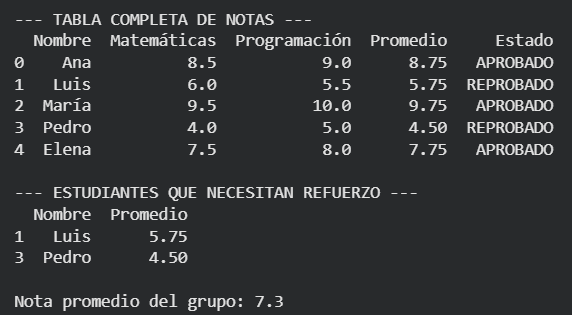 --- TABLA COMPLETA DE NOTAS ---
  Nombre  Matemáticas  Programación  Promedio     Estado
0    Ana          8.5           9.0      8.75   APROBADO
1   Luis          6.0           5.5      5.75  REPROBADO
2  María          9.5          10.0      9.75   APROBADO
3  Pedro          4.0           5.0      4.50  REPROBADO
4  Elena          7.5           8.0      7.75   APROBADO

--- ESTUDIANTES QUE NECESITAN REFUERZO ---
  Nombre  Promedio
1   Luis      5.75
3  Pedro      4.50

Nota promedio del grupo: 7.3